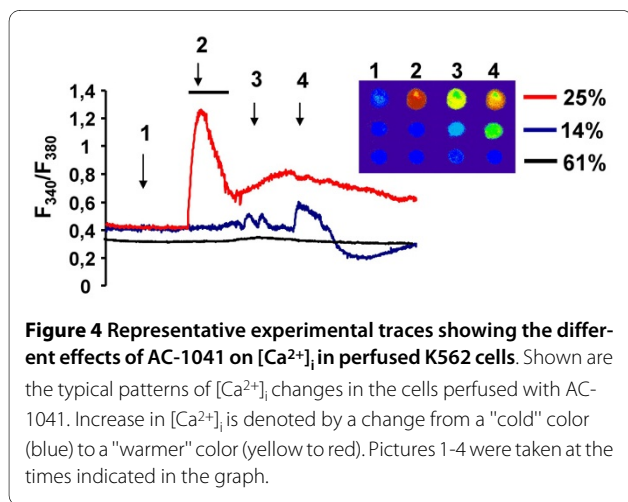 2
3
4
1
1,4
1,2
1
0,8
0,6
0,4
0,2
0
F340/F380
1 2 3 4
25%
14%
61%
Figure 4 Representative experimental traces showing the differ-
ent effects of AC-1041 on [Ca2+]i in perfused K562 cells. Shown are
the typical patterns of [Ca2+]i changes in the cells perfused with AC-
1041. Increase in [Ca2+]i is denoted by a change from a "cold" color
(blue) to a "warmer" color (yellow to red). Pictures 1-4 were taken at the
times indicated in the graph.